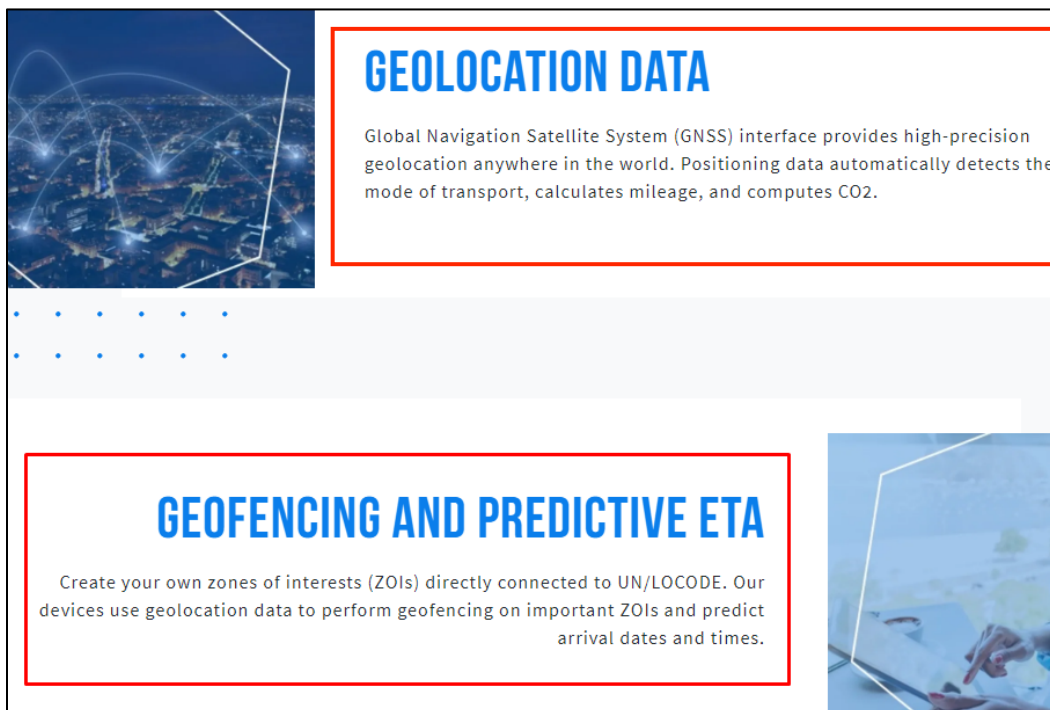 GEOLOCATION DATA
Global Navigation Satellite System (GNSS) interface provides high-precision
geolocation anywhere in the world. Positioning data automatically detects the
mode of transport, calculates mileage, and computes CO2.
GEOFENCING AND PREDICTIVE ETA
Create your own zones of interests (ZOIs) directly connected to UN/LOCODE. Our
devices use geolocation data to perform geofencing on important ZOIs and predict
arrival dates and times.